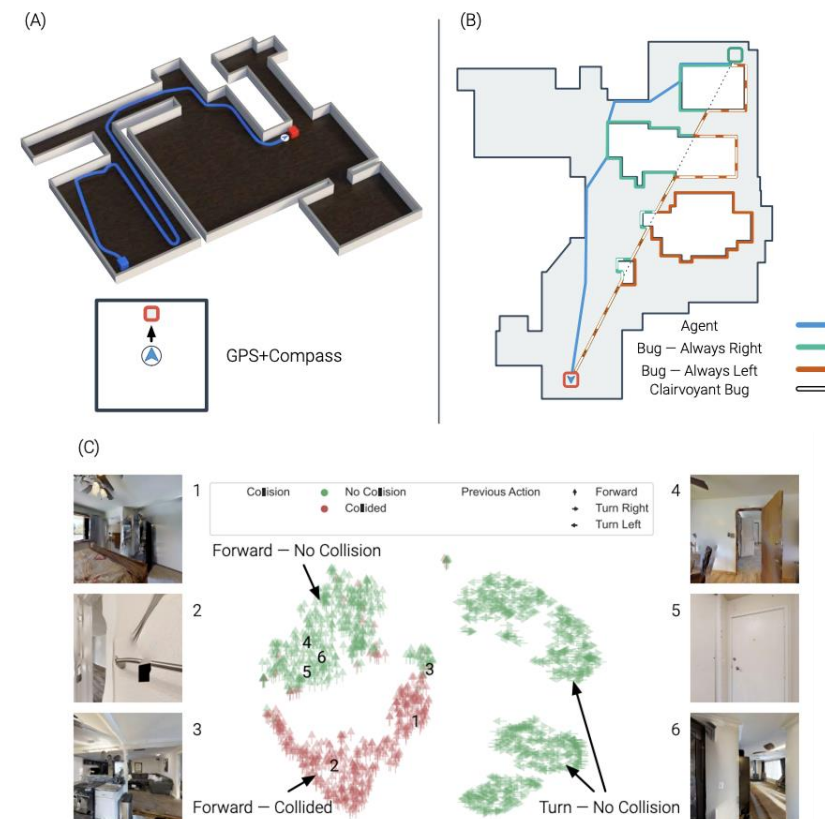 (A)
GPS+Compass
(B)
Agent
Bug — Always Right
Bug — Always Left
Clairvoyant Bug
(C)
1
2
3
Collision
No Collision
Collided
Previous Action
Forward
Turn Right
Turn Left
Forward — No Collision
4
6
5
3
1
2
Forward — Collided
Turn — No Collision
4
5
6